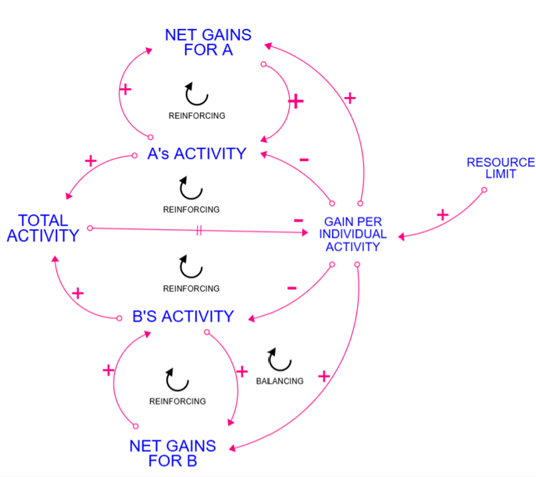 NET GAINS
FOR A
+
+
+
REINFORCING
A's ACTIVITY
+
–
RESOURCE
LIMIT
REINFORCING
TOTAL
ACTIVITY
–
GAIN PER
INDIVIDUAL
ACTIVITY
+
REINFORCING
+
–
B'S ACTIVITY
+
+
BALANCING
+
REINFORCING
NET GAINS
FOR B